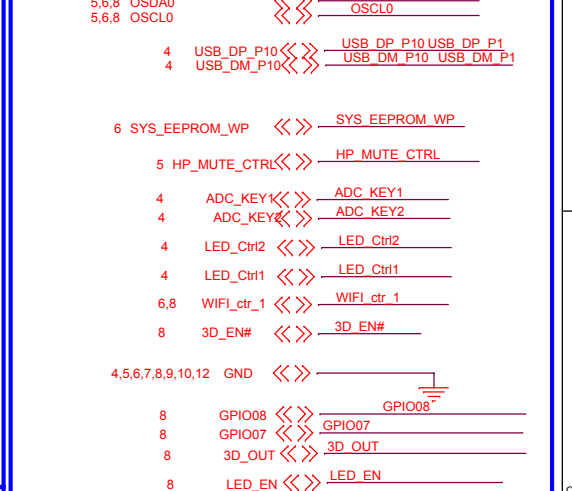 5,6,8 OSDA0
5,6,8 OSCL0 OSCL0
4 USB_DP_P10 USB_DP_P10 USB_DP_P1
4 USB_DM_P10 USB_DM_P10 USB_DM_P1
6 SYS_EEPROM_WP SYS_EEPROM_WP
5 HP_MUTE_CTRL HP_MUTE_CTRL
4 ADC_KEY1 ADC_KEY1
4 ADC_KEY2 ADC_KEY2
4 LED_Ctrl2 LED_Ctrl2
4 LED_Ctrl1 LED_Ctrl1
6,8 WIFI_ctr_1 WIFI_ctr_1
8 3D_EN# 3D_EN#
4,5,6,7,8,9,10,12 GND
8 GPIO08 GPIO08
8 GPIO07 GPIO07
8 3D_OUT 3D_OUT
8 LED_EN LED_EN